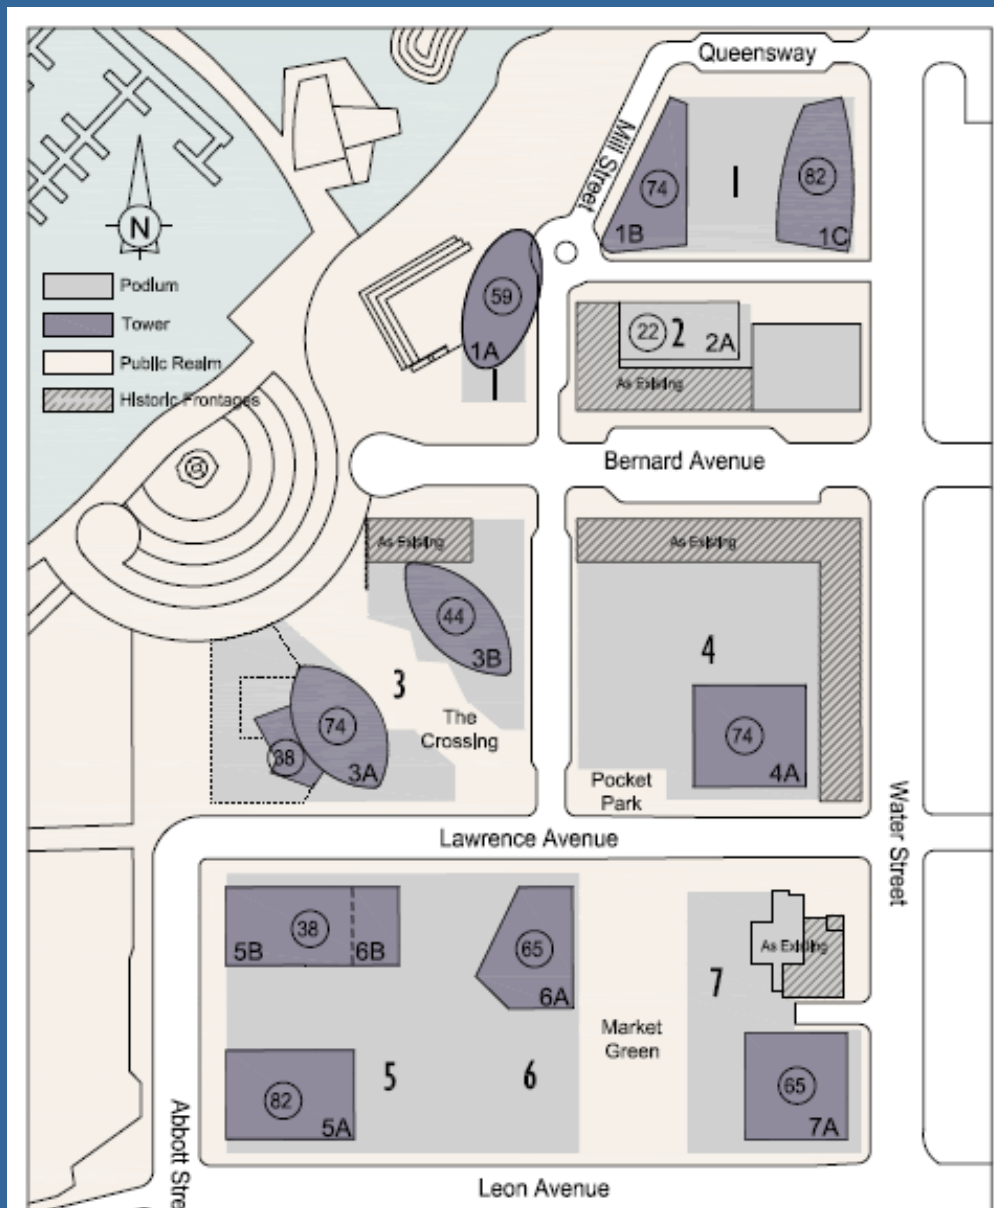 Queensway
Mill Street
74
1
82
1B
1C
N
Podium
Tower
Public Realm
Historic Frontages
59
1A
1
22
2
2A
As Existing
Bernard Avenue
As Existing
As Existing
44
3B
4
3
The
Crossing
74
38
3A
74
4A
Pocket
Park
Water Street
Lawrence Avenue
38
5B
6B
65
6A
As Existing
7
Market
Green
5
6
82
5A
65
7A
Abbott Stre
Leon Avenue